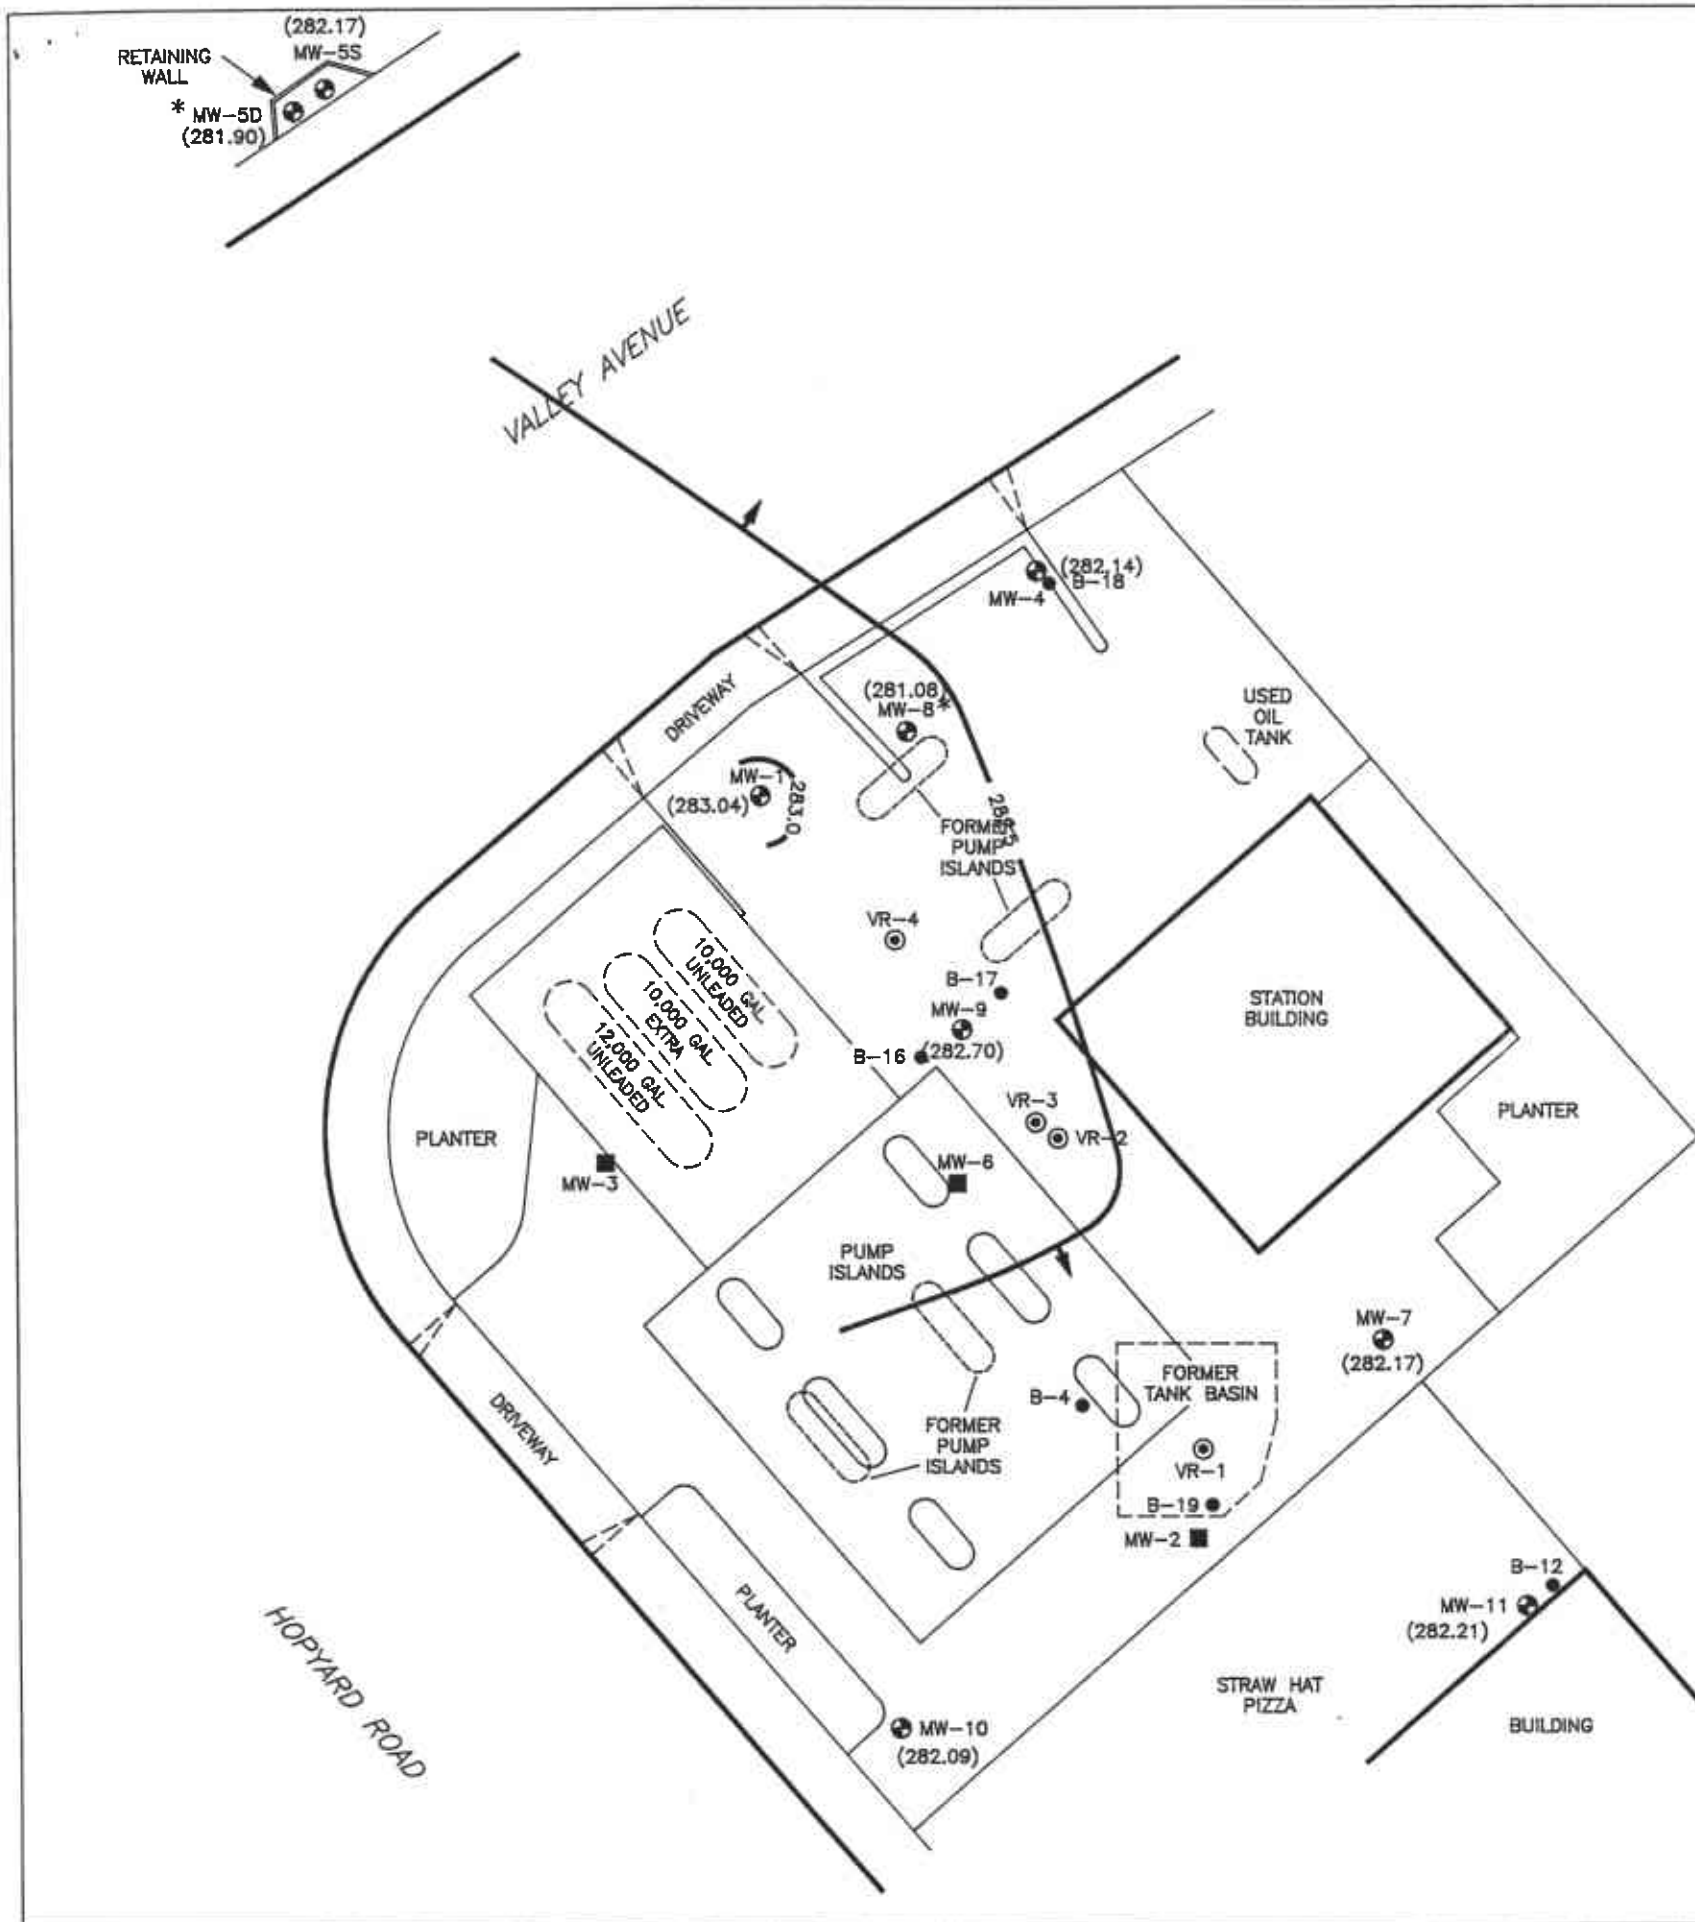 (282.17)
MW-5S
RETAINING
WALL
* MW-5D
(281.90)
VALLEY AVENUE
(282.14)
B-18
MW-4
DRIVEWAY
(281.08)
MW-8*
USED
OIL
TANK
MW-1
(283.04)
283.0
282.5
FORMER
PUMP
ISLANDS
VR-4
10,000 GAL
UNLEADED
10,000 GAL
EXTRA
12,000 GAL
UNLEADED
B-17
MW-9
(282.70)
B-16
STATION
BUILDING
VR-3
VR-2
PLANTER
PLANTER
MW-3
MW-6
PUMP
ISLANDS
MW-7
(282.17)
FORMER
TANK BASIN
B-4
DRIVEWAY
FORMER
PUMP
ISLANDS
VR-1
B-19
MW-2
PLANTER
B-12
MW-11
(282.21)
HOPYARD ROAD
STRAW HAT
PIZZA
BUILDING
MW-10
(282.09)